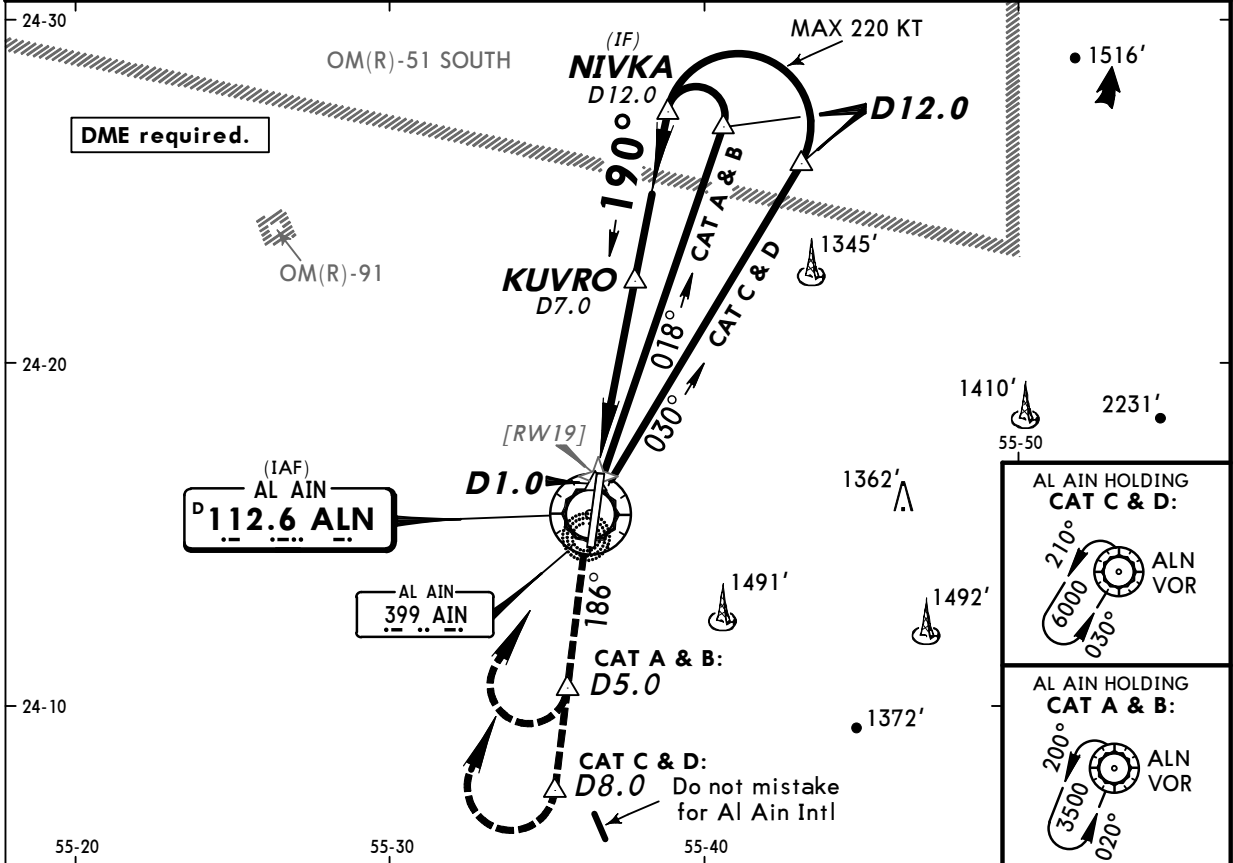 24-30
MAX 220 KT
(IF)
NIVKA
D12.0
OM(R)-51 SOUTH
1516'
D12.0
DME required.
190°
CAT A & B
OM(R)-91
1345'
KUVRO
D7.0
018°
CAT C & D
24-20
030°
1410'
2231'
55-50
[RW19]
D1.0
(IAF)
AL AIN
D 112.6 ALN
1362'
AL AIN HOLDING
CAT C & D:
210°
6000
030°
ALN
VOR
AL AIN
399 AIN
186°
1491'
1492'
CAT A & B:
D5.0
AL AIN HOLDING
CAT A & B:
200°
3500
020°
ALN
VOR
24-10
1372'
CAT C & D:
D8.0
Do not mistake
for Al Ain Intl
55-20
55-30
55-40